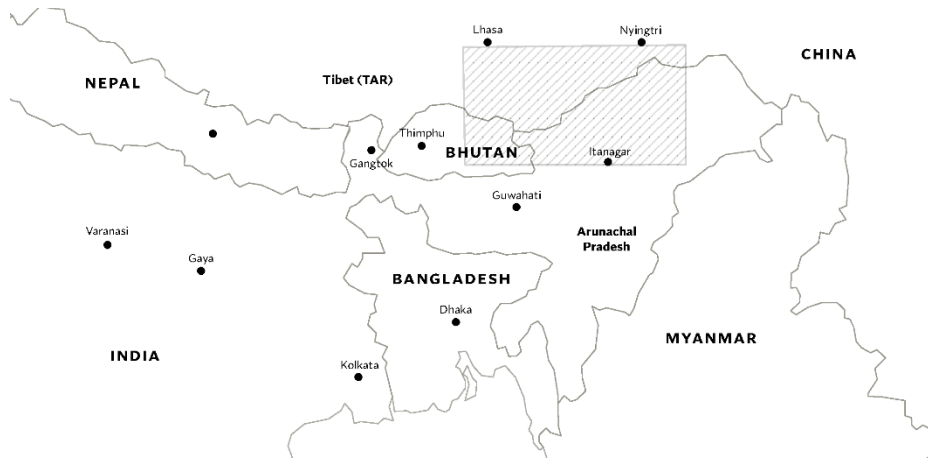 Lhasa
Nyingtri
CHINA
NEPAL
Tibet (TAR)
Thimphu
BHUTAN
Gangtok
Itanagar
Guwahati
Varanasi
Arunachal
Pradesh
Gaya
BANGLADESH
Dhaka
MYANMAR
INDIA
Kolkata